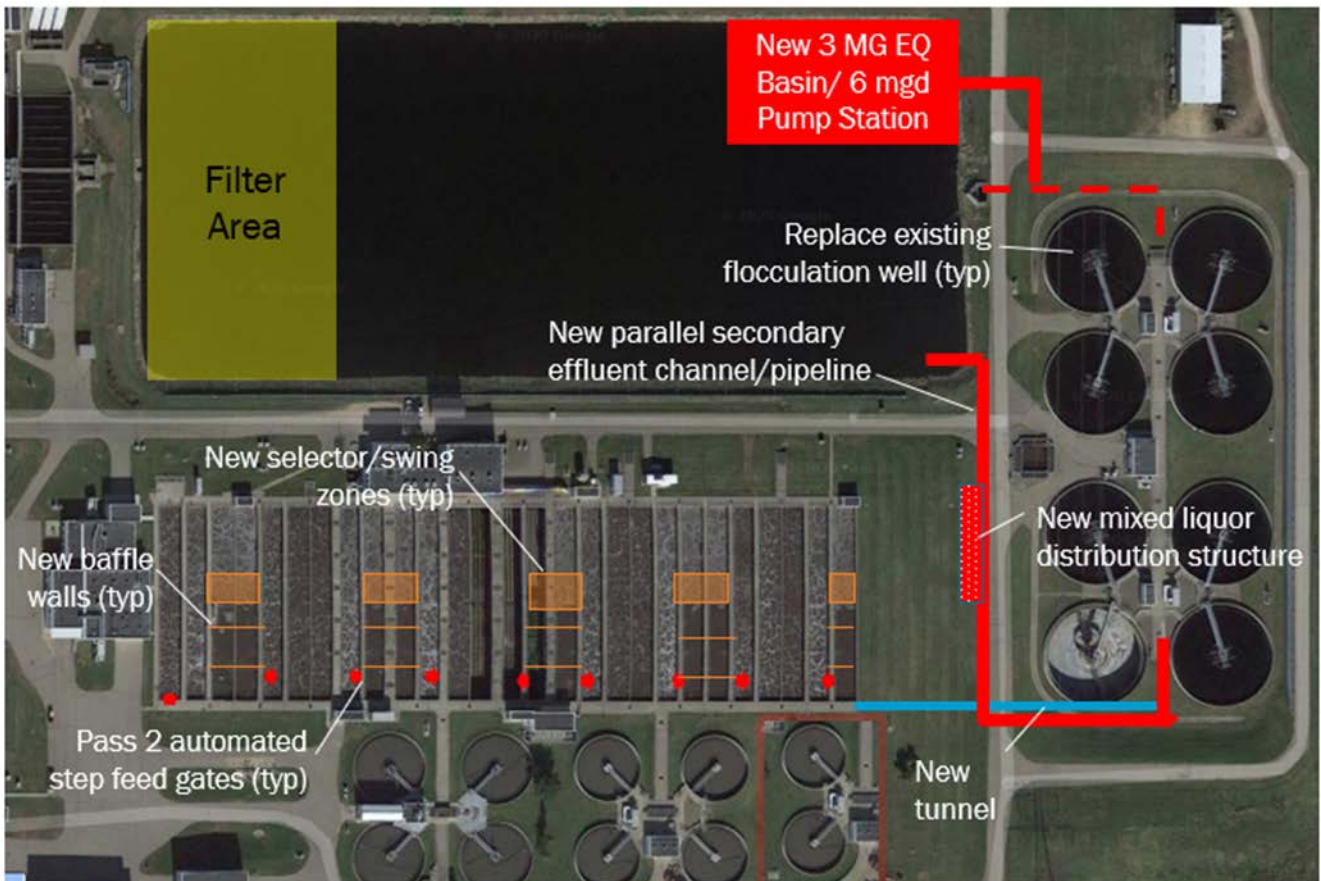 New 3 MG EQ
Basin/ 6 mgd
Pump Station
Filter
Area
Replace existing
flocculation well (typ)
New parallel secondary
effluent channel/pipeline
New selector/swing
zones (typ)
New mixed liquor
distribution structure
New baffle
walls (typ)
Pass 2 automated
step feed gates (typ)
New
tunnel